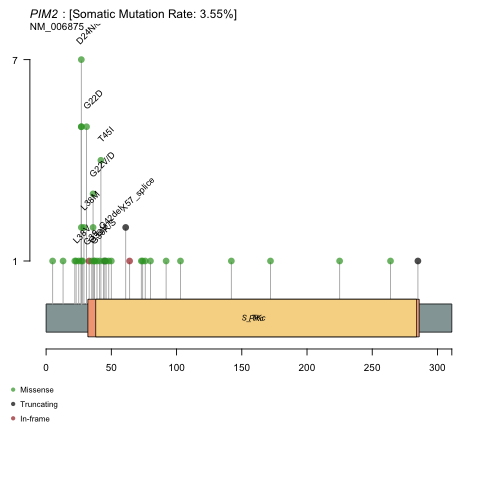 PIM2 : [Somatic Mutation Rate: 3.55%]
NM_006875
7
G22D
T45I
G22V/D
L38M
X57_splice
1
0
50
100
150
200
250
300
Missense
Truncating
In-frame